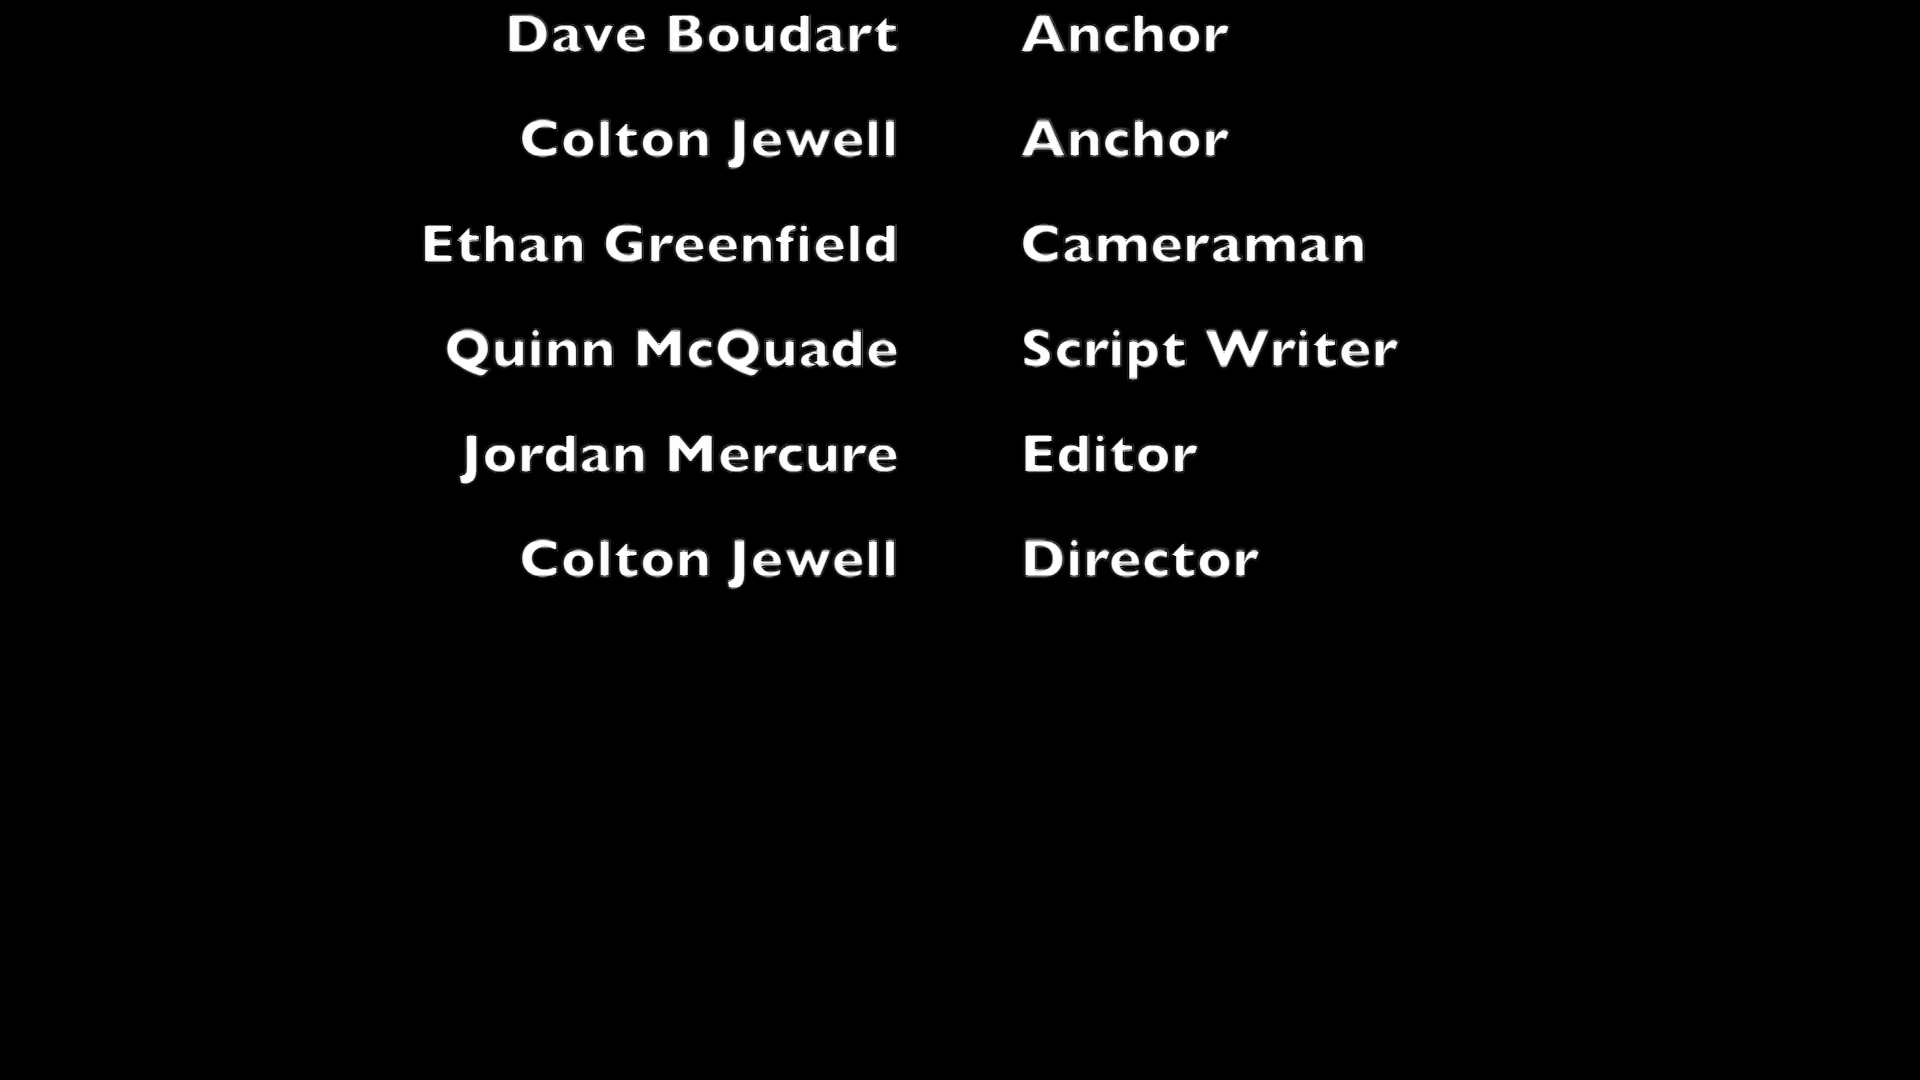 Dave Boudart Anchor
Colton Jewell Anchor
Ethan Greenfield Cameraman
Quinn McQuade Script Writer
Jordan Mercure Editor
Colton Jewell Director